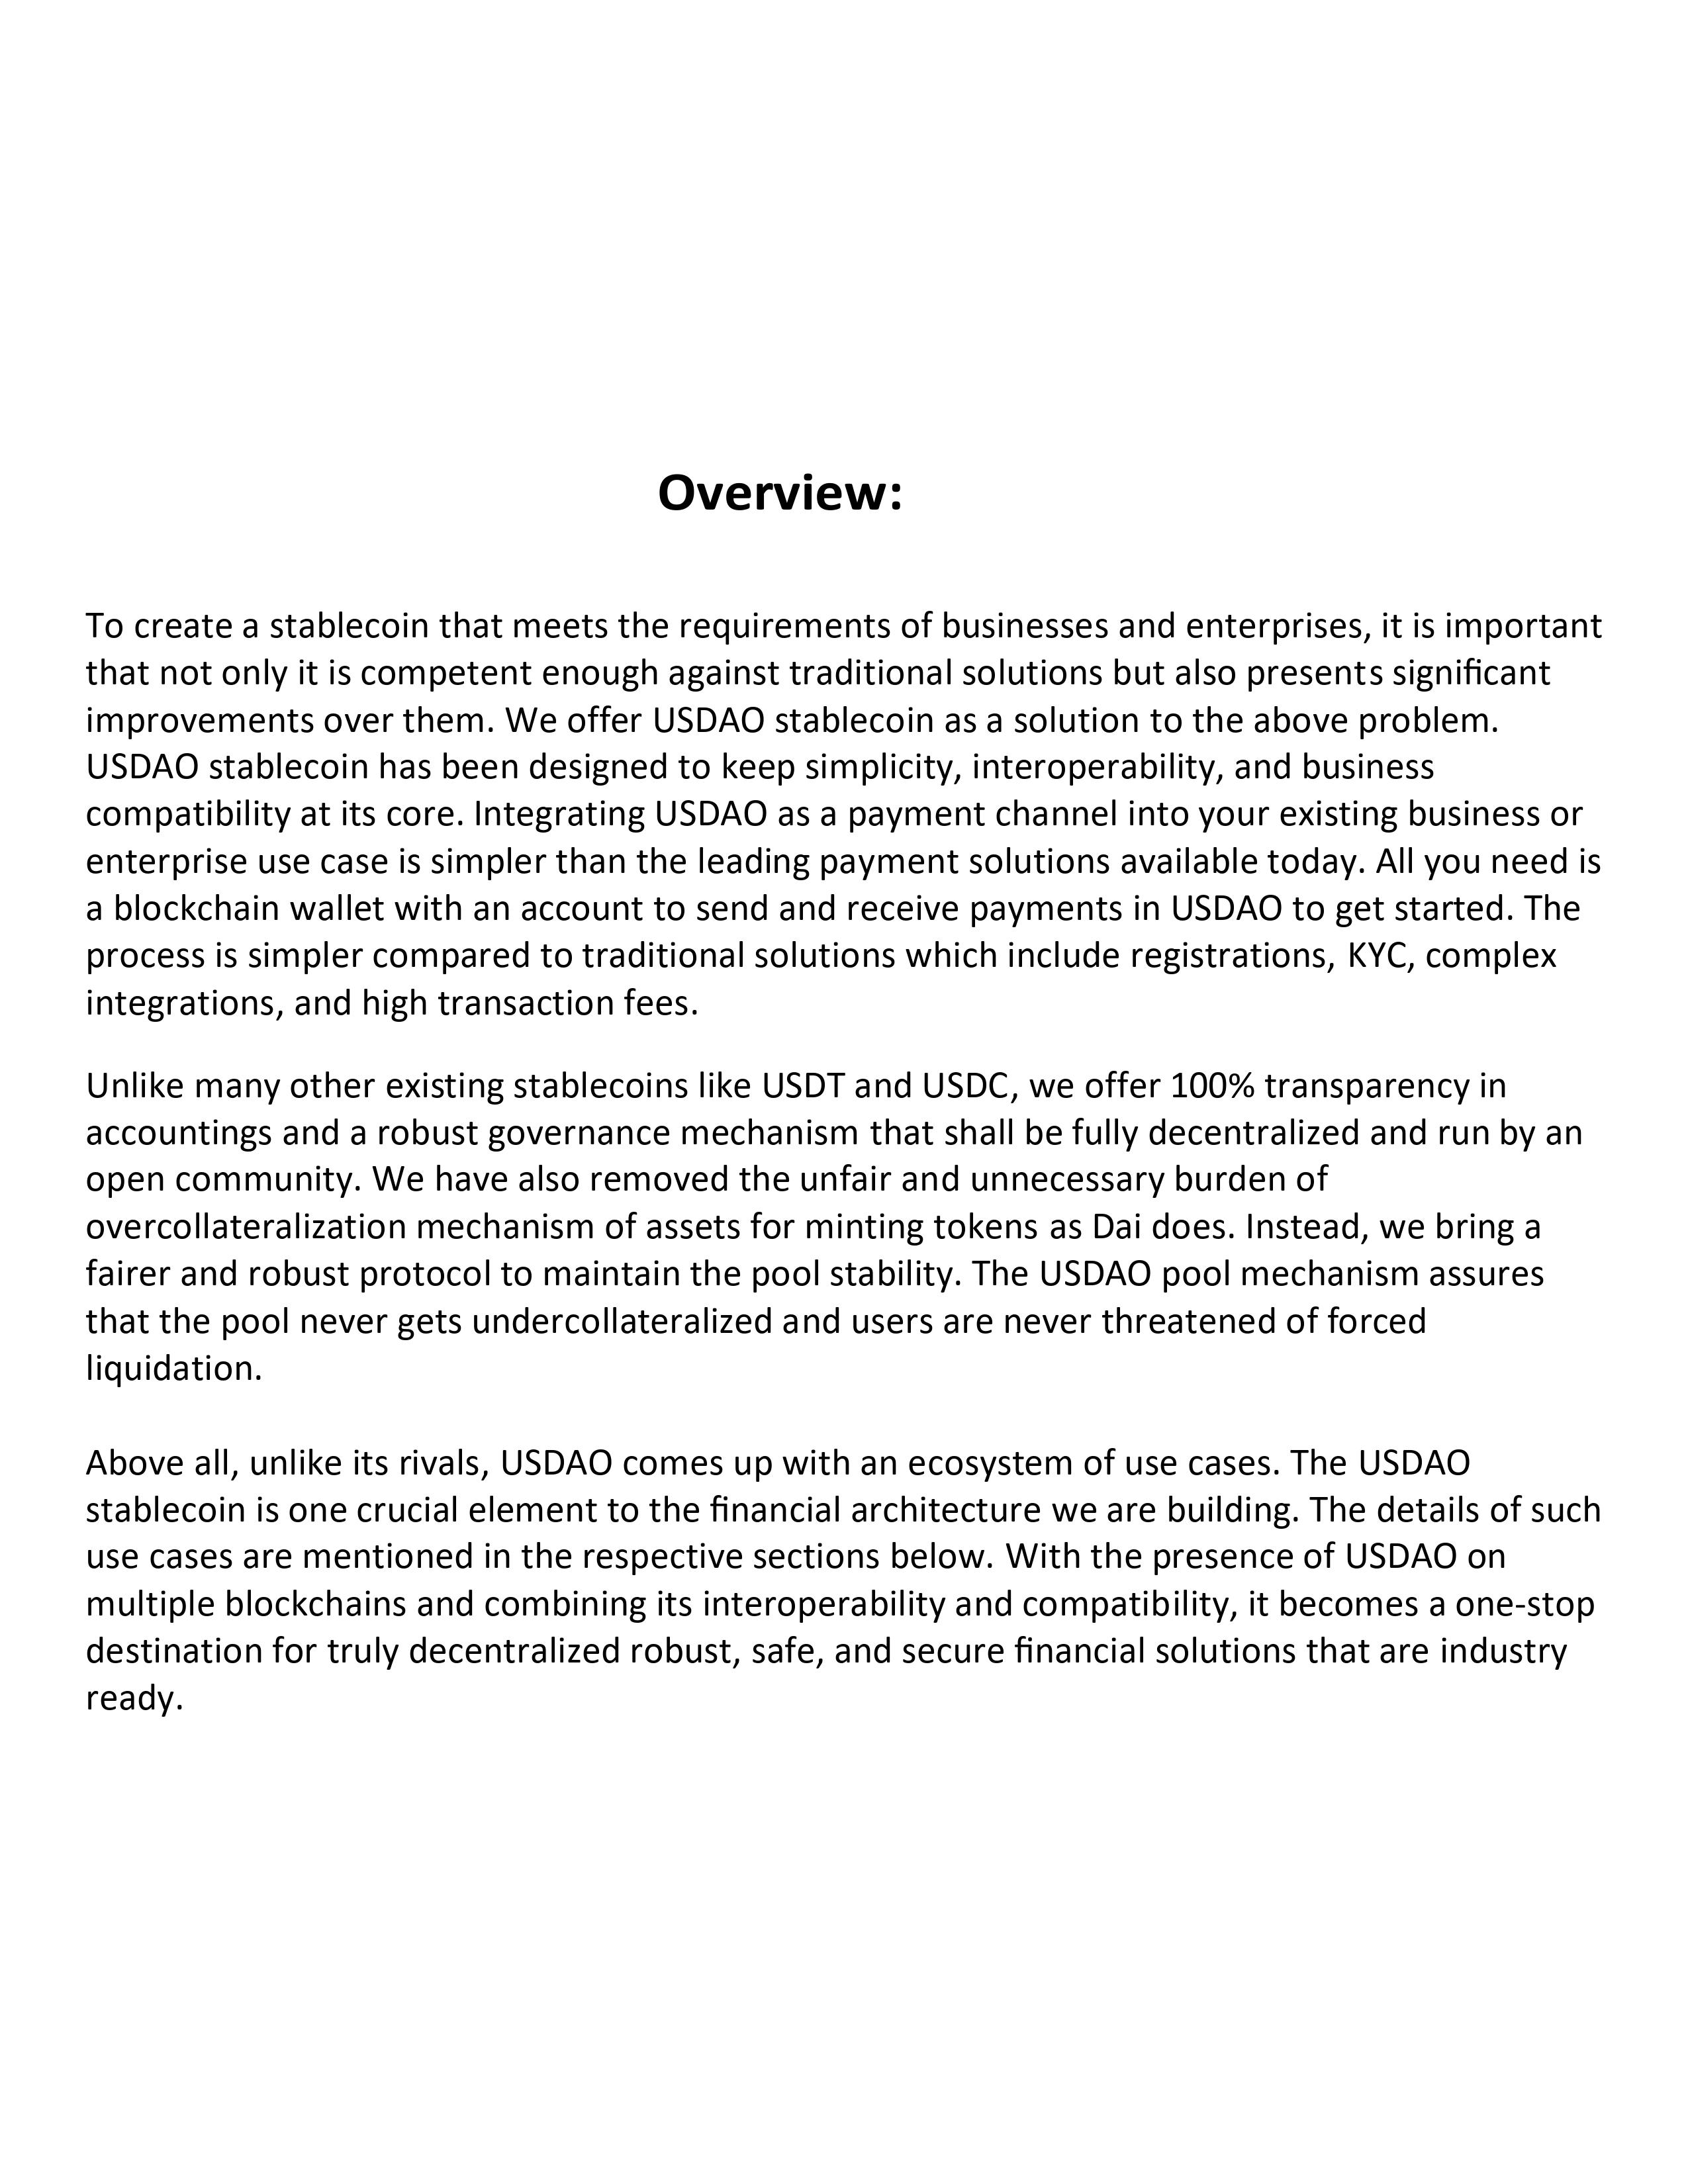 Overview:
To create a stablecoin that meets the requirements of businesses and enterprises, it is important
that not only it is competent enough against traditional solutions but also presents significant
improvements over them. We offer USDAO stablecoin as a solution to the above problem.
USDAO stablecoin has been designed to keep simplicity, interoperability, and business
compatibility at its core. Integrating USDAO as a payment channel into your existing business or
enterprise use case is simpler than the leading payment solutions available today. All you need is
a blockchain wallet with an account to send and receive payments in USDAO to get started. The
process is simpler compared to traditional solutions which include registrations, KYC, complex
integrations, and high transaction fees.
Unlike many other existing stablecoins like USDT and USDC, we offer 100% transparency in
accountings and a robust governance mechanism that shall be fully decentralized and run by an
open community. We have also removed the unfair and unnecessary burden of
overcollateralization mechanism of assets for minting tokens as Dai does. Instead, we bring a
fairer and robust protocol to maintain the pool stability. The USDAO pool mechanism assures
that the pool never gets undercollateralized and users are never threatened of forced
liquidation.
Above all, unlike its rivals, USDAO comes up with an ecosystem of use cases. The USDAO
stablecoin is one crucial element to the financial architecture we are building. The details of such
use cases are mentioned in the respective sections below. With the presence of USDAO on
multiple blockchains and combining its interoperability and compatibility, it becomes a one-stop
destination for truly decentralized robust, safe, and secure financial solutions that are industry
ready.